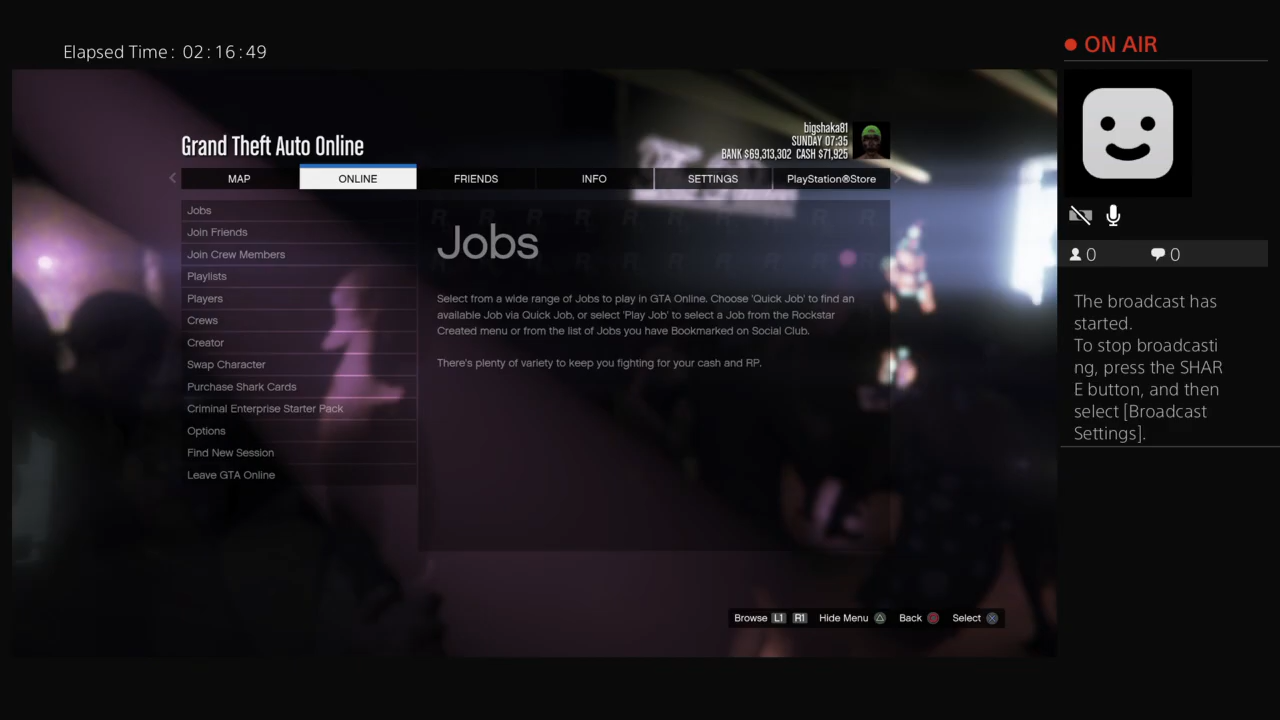 Elapsed Time: 02:16:49
ON AIR
Grand Theft Auto Online
bigshaka81
SUNDAY 07:35
BANK $69,313,302 CASH $71,925
MAP
ONLINE
FRIENDS
INFO
SETTINGS
PlayStation®Store
Jobs
Join Friends
Join Crew Members
Playlists
Players
Crews
Creator
Swap Character
Purchase Shark Cards
Criminal Enterprise Starter Pack
Options
Find New Session
Leave GTA Online
Jobs
Select from a wide range of Jobs to play in GTA Online. Choose 'Quick Job' to find an
available Job via Quick Job, or select 'Play Job' to select a Job from the Rockstar
Created menu or from the list of Jobs you have Bookmarked on Social Club.
There's plenty of variety to keep you fighting for your cash and RP.
Browse L1 R1 Hide Menu Back Select
0 0
The broadcast has
started.
To stop broadcasti
ng, press the SHAR
E button, and then
select [Broadcast
Settings].